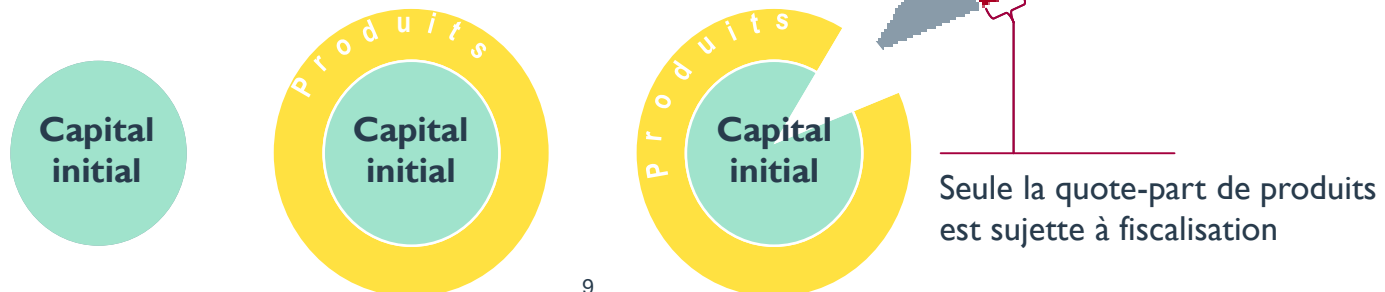 Capital
initial
Produits
Capital
initial
Produits
Capital
initial
Seule la quote-part de produits
est sujette à fiscalisation
9